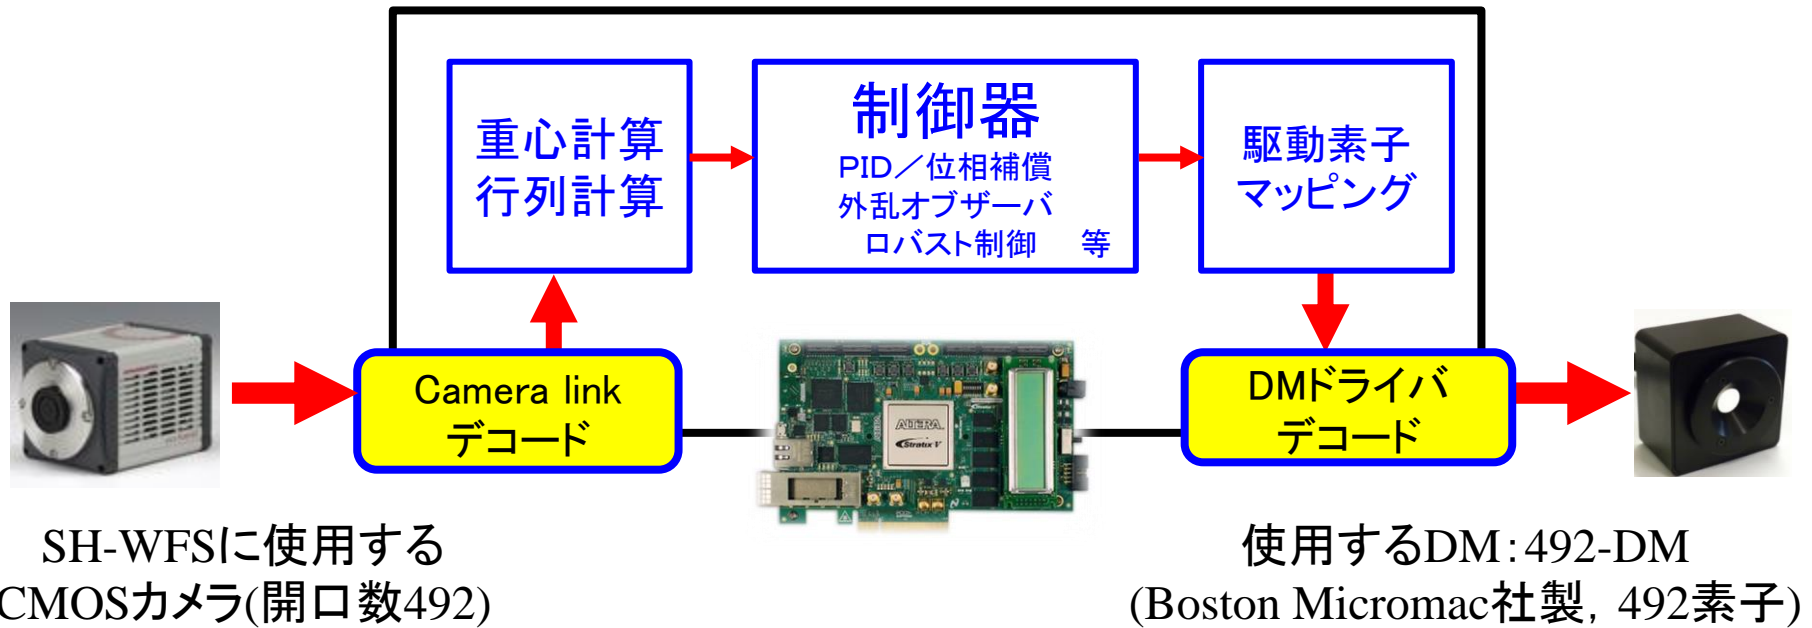 重心計算
行列計算
制御器
PID／位相補償
外乱オブザーバ
ロバスト制御　等
駆動素子
マッピング
Camera link
デコード
ALTERA
Stratix V
DMドライバ
デコード
SH-WFSに使用する
CMOSカメラ(開口数492)
使用するDM：492-DM
(Boston Micromac社製，492素子)